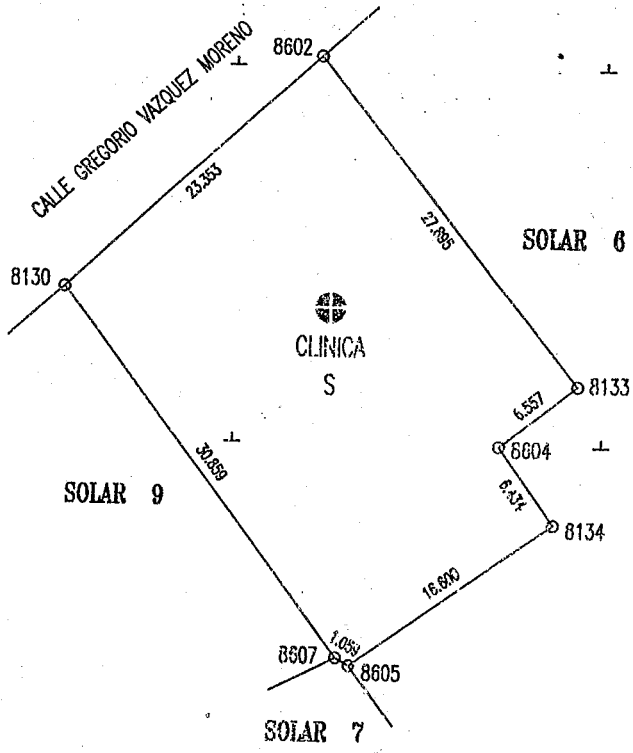 8602
CALLE GREGORIO VAZQUEZ MORENO
23.353
27.895
SOLAR 6
8130
CLINICA
S
8133
6.557
8604
30.859
6.434
SOLAR 9
8134
16.600
1.059
8607
8605
SOLAR 7